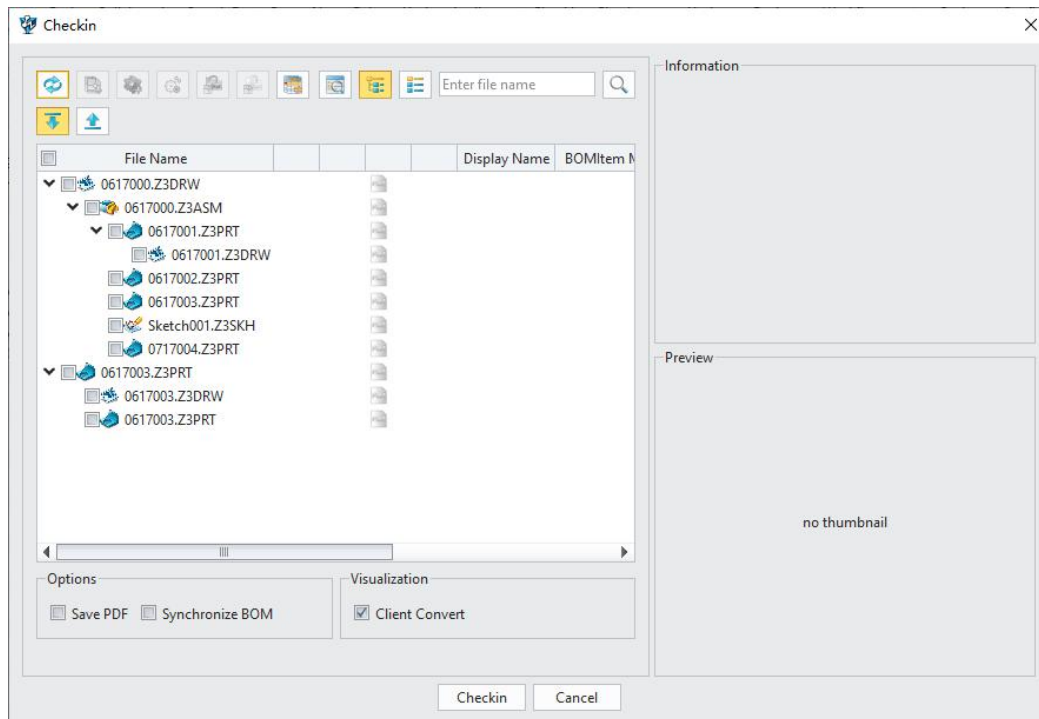 Checkin
Information
Enter file name
File Name Display Name BOMItem N
0617000.Z3DRW
0617000.Z3ASM
0617001.Z3PRT
0617001.Z3DRW
0617002.Z3PRT
0617003.Z3PRT
Sketch001.Z3SKH
0717004.Z3PRT
0617003.Z3PRT
0617003.Z3DRW
0617003.Z3PRT
Preview
no thumbnail
Options
Save PDF Synchronize BOM
Visualization
Client Convert
Checkin Cancel